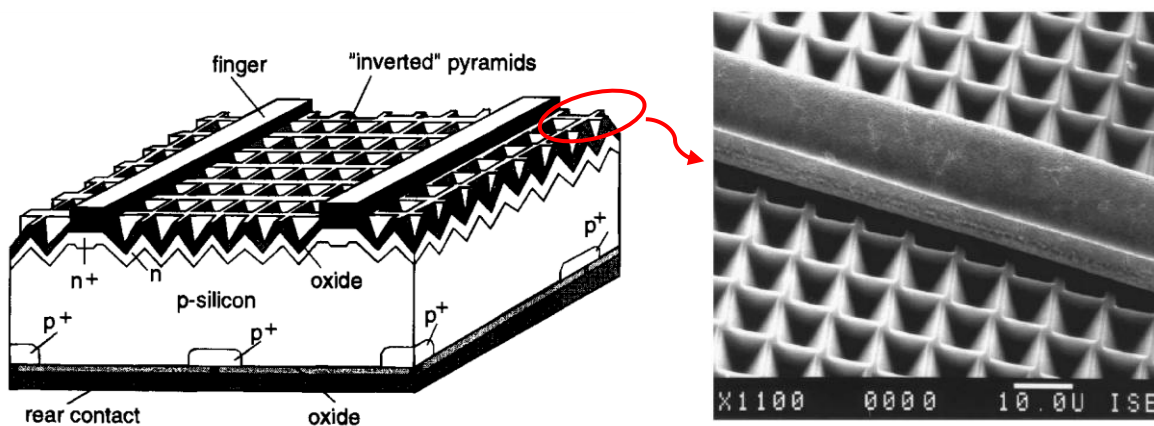 finger
"inverted" pyramids
p+
n+
n
oxide
p-silicon
p+
p+
p+
rear contact
oxide
X1100 0000 10.0U ISE